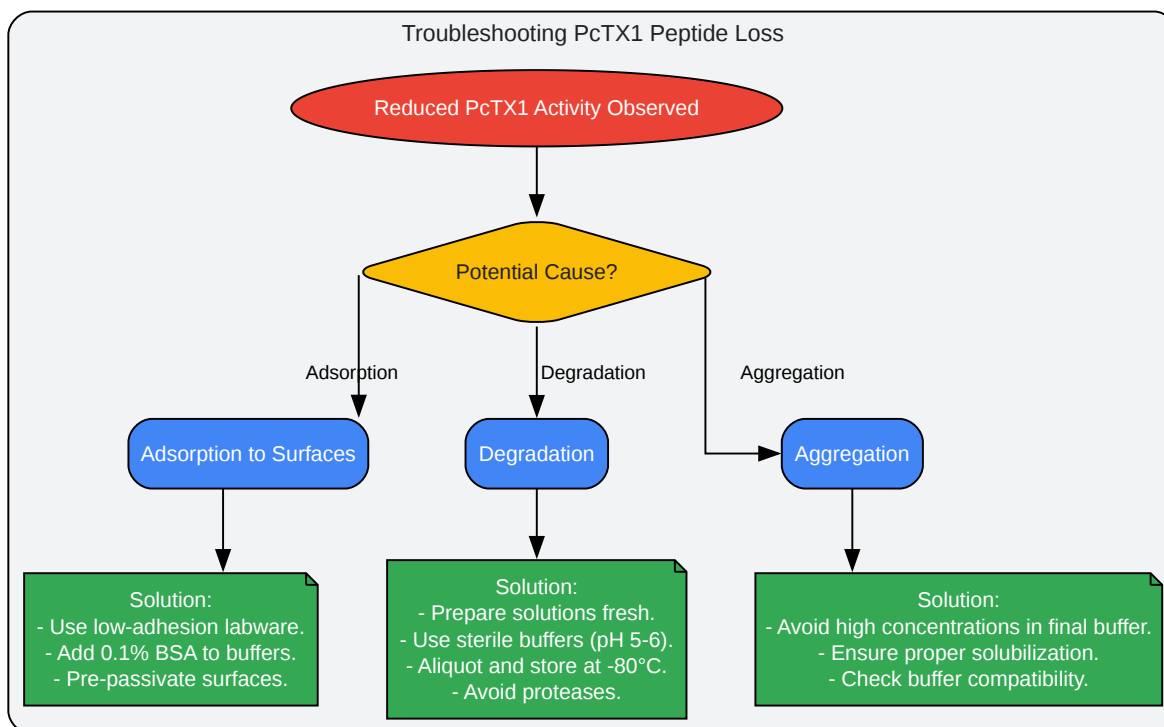 Troubleshooting PcTX1 Peptide Loss
Reduced PcTX1 Activity Observed
Potential Cause?
Adsorption
Degradation
Aggregation
Adsorption to Surfaces
Degradation
Aggregation
Solution:
- Use low-adhesion labware.
- Add 0.1% BSA to buffers.
- Pre-passivate surfaces.
Solution:
- Prepare solutions fresh.
- Use sterile buffers (pH 5-6).
- Aliquot and store at -80°C.
- Avoid proteases.
Solution:
- Avoid high concentrations in final buffer.
- Ensure proper solubilization.
- Check buffer compatibility.